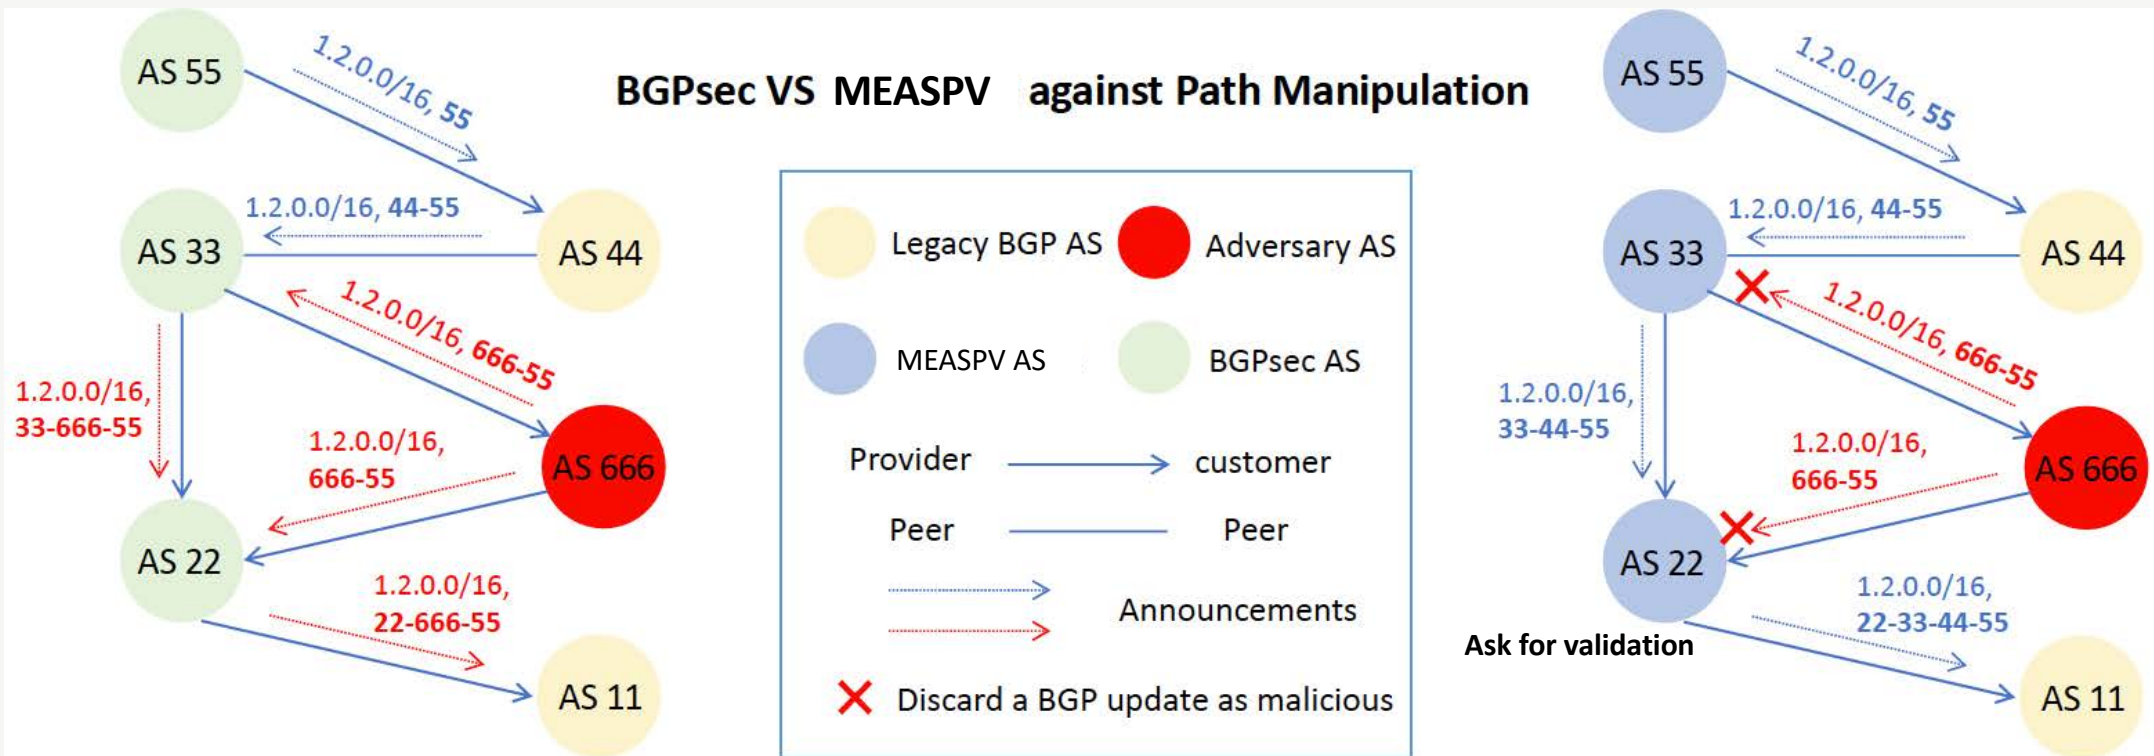 BGPsec VS MEASPV against Path Manipulation
AS 55
1.2.0.0/16, 55
AS 33
1.2.0.0/16, 44-55
AS 44
1.2.0.0/16, 666-55
1.2.0.0/16,
33-666-55
1.2.0.0/16,
666-55
AS 666
AS 22
1.2.0.0/16,
22-666-55
AS 11
Legacy BGP AS
Adversary AS
MEASPV AS
BGPsec AS
Provider
customer
Peer
Peer
Announcements
Discard a BGP update as malicious
AS 55
1.2.0.0/16, 55
AS 33
1.2.0.0/16, 44-55
AS 44
1.2.0.0/16, 666-55
1.2.0.0/16,
33-44-55
1.2.0.0/16,
666-55
AS 666
AS 22
1.2.0.0/16,
22-33-44-55
Ask for validation
AS 11